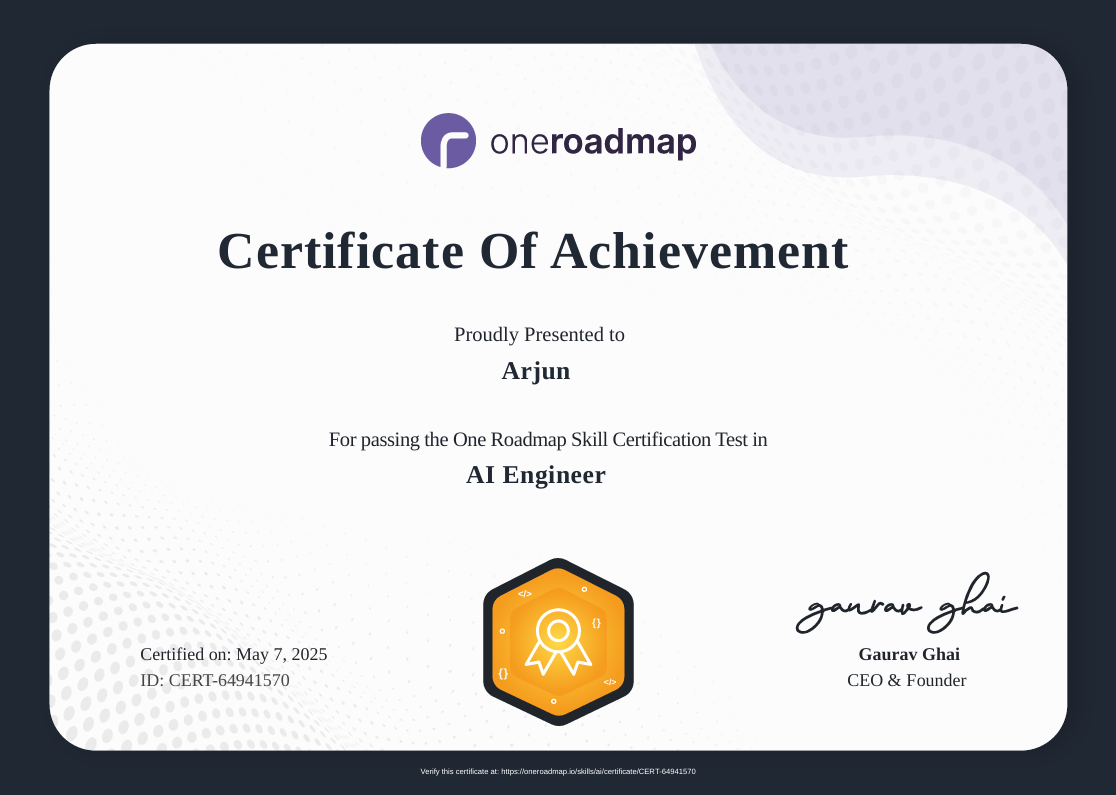 oneroadmap
Certificate Of Achievement
Proudly Presented to
Arjun
For passing the One Roadmap Skill Certification Test in
AI Engineer
</>
{}
{}
</>
gaurav ghai
Certified on: May 7, 2025
ID: CERT-64941570
Gaurav Ghai
CEO & Founder
Verify this certificate at: https://oneroadmap.io/skills/ai/certificate/CERT-64941570